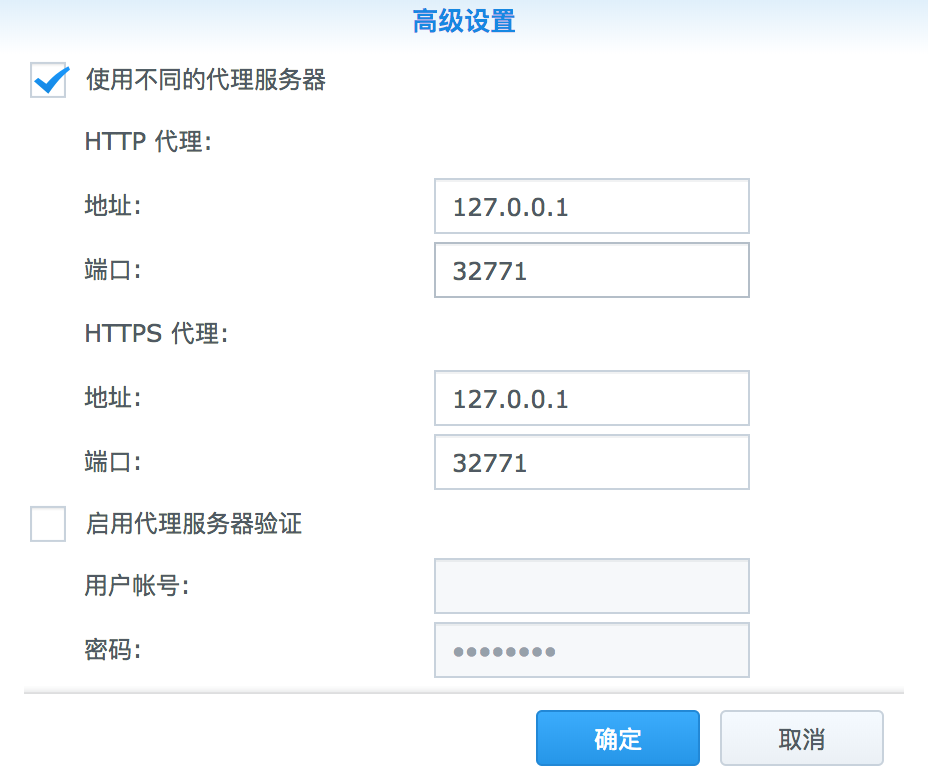 高级设置
使用不同的代理服务器
HTTP 代理:
地址:
127.0.0.1
端口:
32771
HTTPS 代理:
地址:
127.0.0.1
端口:
32771
启用代理服务器验证
用户帐号:
密码:
••••••••
确定
取消